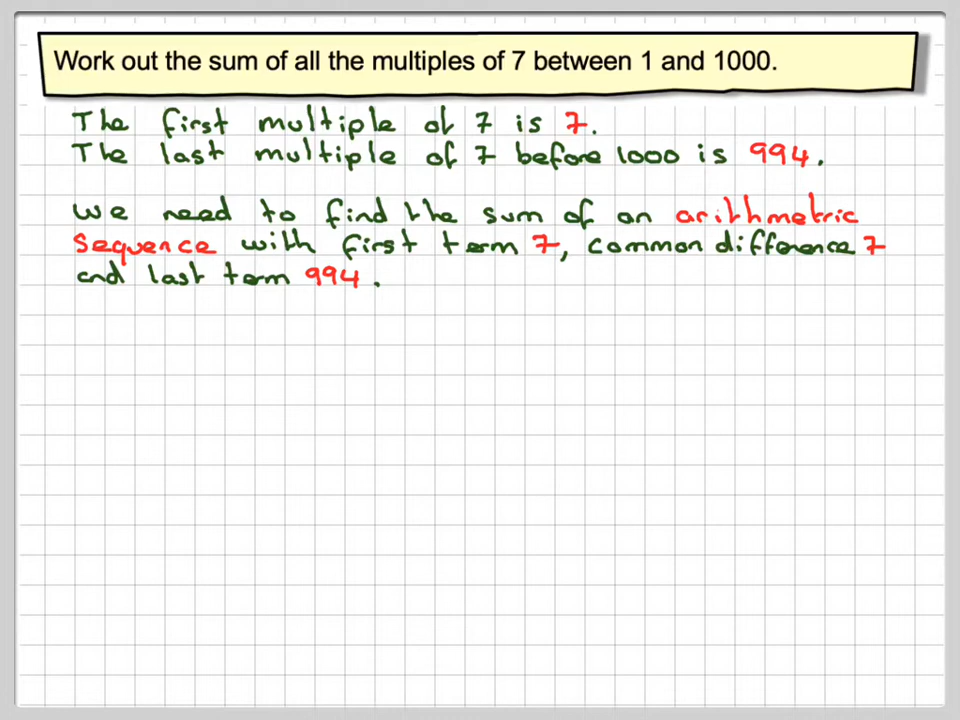 Work out the sum of all the multiples of 7 between 1 and 1000.
The first multiple of 7 is 7.
The last multiple of 7 before 1000 is 994.
We need to find the sum of an arithmetric
Sequence with first term 7, common difference 7
and last term 994.